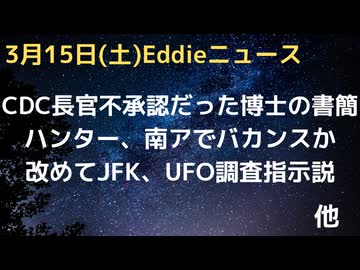 3月15日(土)Eddieニュース
CDC長官不承認だった博士の書簡
ハンター、南アでバカンスか
改めてJFK、UFO調査指示説
他